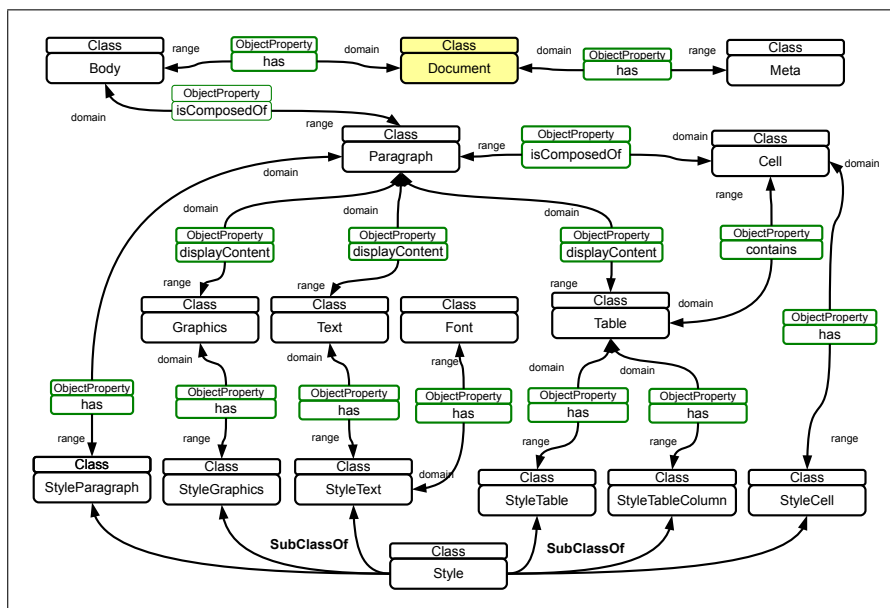 Class
range
ObjectProperty
domain
Class
domain
ObjectProperty
range
Class
Body
has
Document
has
Meta
ObjectProperty
domain
isComposedOf
range
Class
range
ObjectProperty
domain
Class
Paragraph
isComposedOf
Cell
domain
domain
range
domain
domain
domain
ObjectProperty
ObjectProperty
ObjectProperty
ObjectProperty
displayContent
displayContent
displayContent
contains
range
range
range
Class
Class
Class
Class
domain
Graphics
Text
Font
Table
ObjectProperty
has
domain
domain
range
domain
domain
ObjectProperty
ObjectProperty
ObjectProperty
ObjectProperty
ObjectProperty
ObjectProperty
has
has
has
has
has
has
range
range
range
domain
range
range
range
Class
Class
Class
Class
Class
Class
StyleParagraph
StyleGraphics
StyleText
StyleTable
StyleTableColumn
StyleCell
SubClassOf
Class
SubClassOf
Style